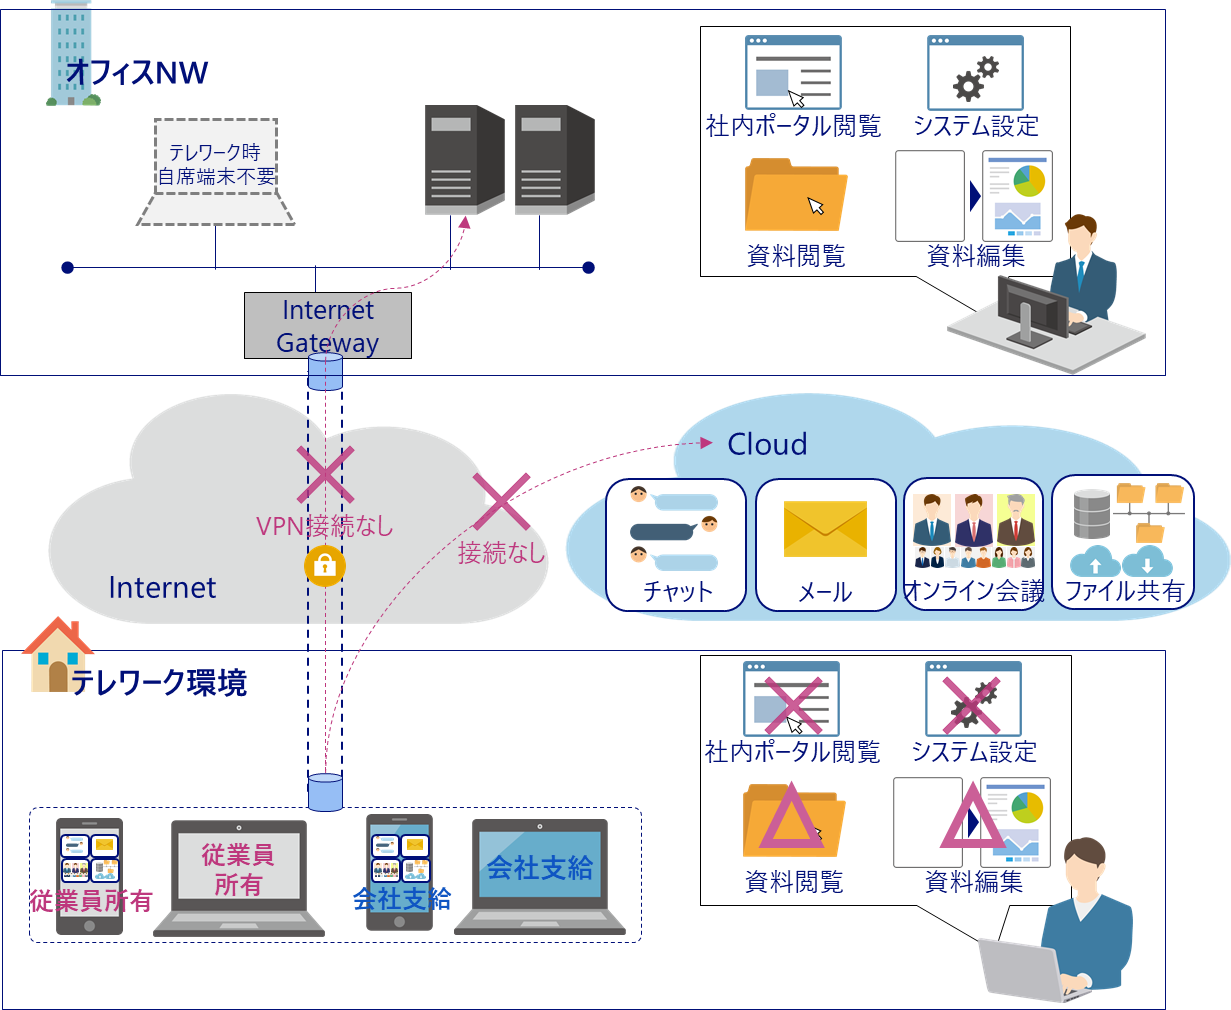 オフィスNW
テレワーク時
自席端末不要
社内ポータル閲覧
システム設定
資料閲覧
資料編集
Internet
Gateway
Cloud
VPN接続なし
接続なし
Internet
チャット
メール
オンライン会議
ファイル共有
テレワーク環境
社内ポータル閲覧
システム設定
資料閲覧
資料編集
従業員所有
従業員
所有
会社支給
会社支給